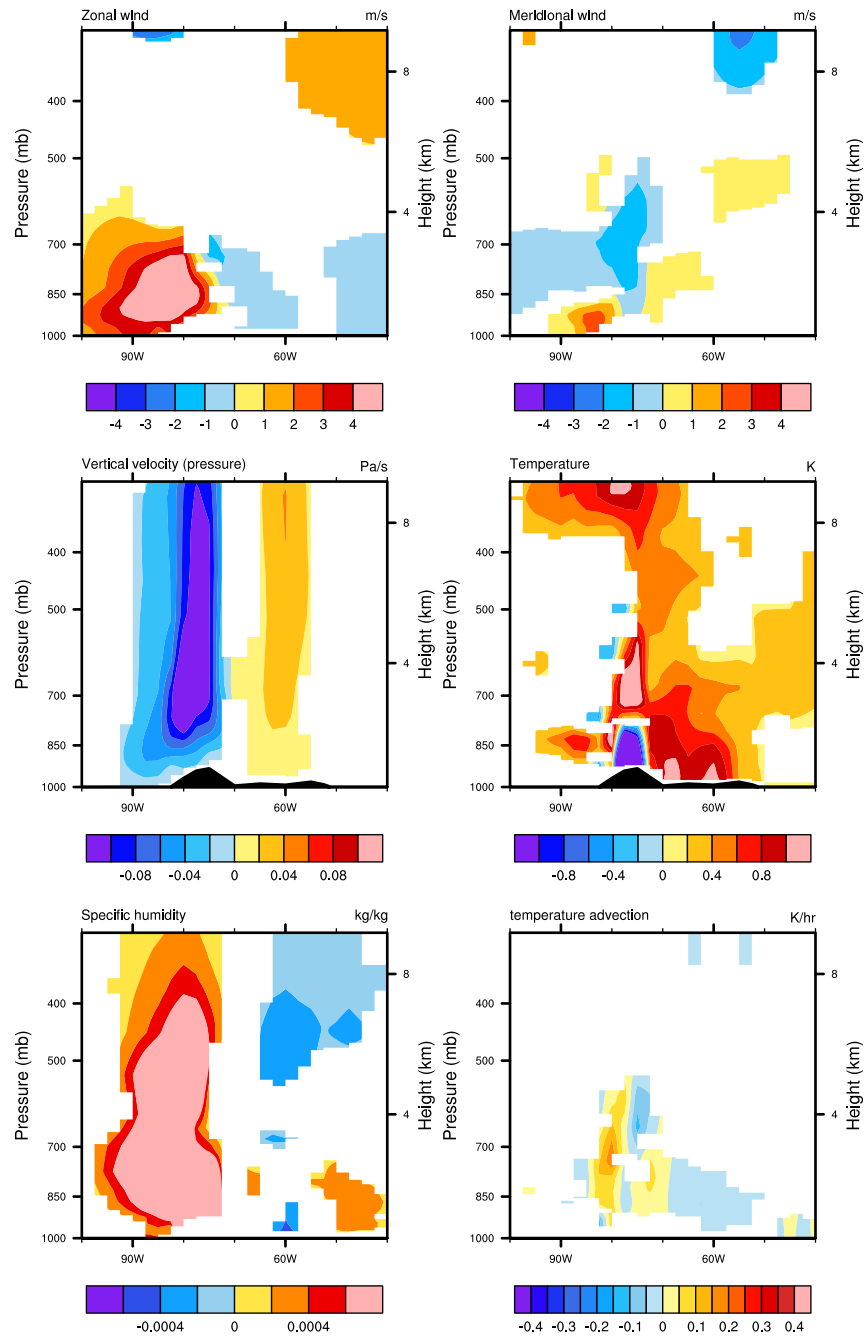 Zonal wind m/s
Pressure (mb)
400
500
700
850
1000
8
4
Height (km)
90W 60W
-4 -3 -2 -1 0 1 2 3 4
Meridional wind m/s
Pressure (mb)
400
500
700
850
1000
8
4
Height (km)
90W 60W
-4 -3 -2 -1 0 1 2 3 4
Vertical velocity (pressure) Pa/s
Pressure (mb)
400
500
700
850
1000
8
4
Height (km)
90W 60W
-0.08 -0.04 0 0.04 0.08
Temperature K
Pressure (mb)
400
500
700
850
1000
8
4
Height (km)
90W 60W
-0.8 -0.4 0 0.4 0.8
Specific humidity kg/kg
Pressure (mb)
400
500
700
850
1000
8
4
Height (km)
90W 60W
-0.0004 0 0.0004
temperature advection K/hr
Pressure (mb)
400
500
700
850
1000
8
4
Height (km)
90W 60W
-0.4 -0.3 -0.2 -0.1 0 0.1 0.2 0.3 0.4